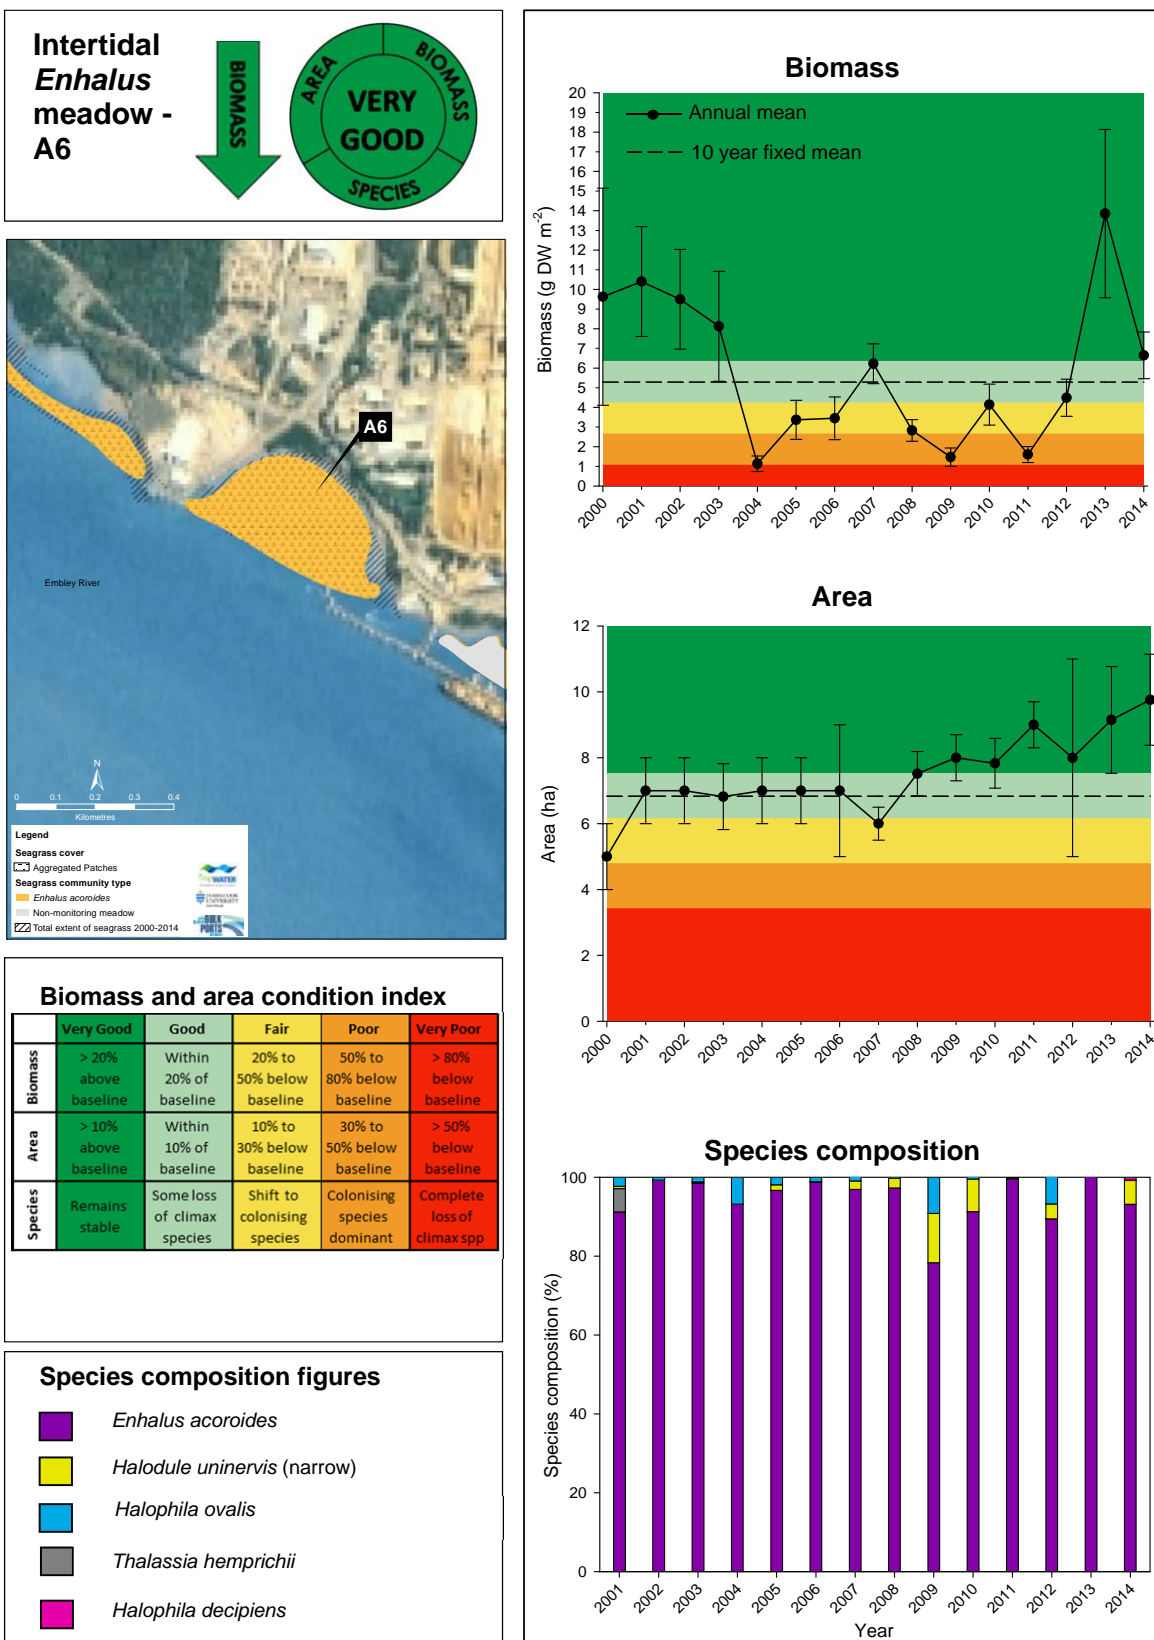 Intertidal
Enhalus
meadow -
A6
BIOMASS
AREA
BIOMASS
SPECIES
VERY
GOOD
A6
Embley River
N
0 0.1 0.2 0.3 0.4
Kilometres
Legend
Seagrass cover
Aggregated Patches
Seagrass community type
Enhalus acoroides
Non-monitoring meadow
Total extent of seagrass 2000-2014
WATER
JAMES COOK
UNIVERSITY
BULK
PORTS
Biomass and area condition index
Very Good Good Fair Poor Very Poor
Biomass
> 20% Within 20% to 50% to > 80%
above 20% of 50% below 80% below below
baseline baseline baseline baseline baseline
Area
> 10% Within 10% to 30% to > 50%
above 10% of 30% below 50% below below
baseline baseline baseline baseline baseline
Species
Remains Some loss Shift to Colonising Complete
stable of climax colonising species loss of
species species dominant climax spp
Species composition figures
Enhalus acoroides
Halodule uninervis (narrow)
Halophila ovalis
Thalassia hemprichii
Halophila decipiens
Biomass
Annual mean
10 year fixed mean
Biomass (g DW m-2)
20
19
18
17
16
15
14
13
12
11
10
9
8
7
6
5
4
3
2
1
0
2000 2001 2002 2003 2004 2005 2006 2007 2008 2009 2010 2011 2012 2013 2014
Area
Area (ha)
12
10
8
6
4
2
0
2000 2001 2002 2003 2004 2005 2006 2007 2008 2009 2010 2011 2012 2013 2014
Species composition
Species composition (%)
100
80
60
40
20
0
2001 2002 2003 2004 2005 2006 2007 2008 2009 2010 2011 2012 2013 2014
Year